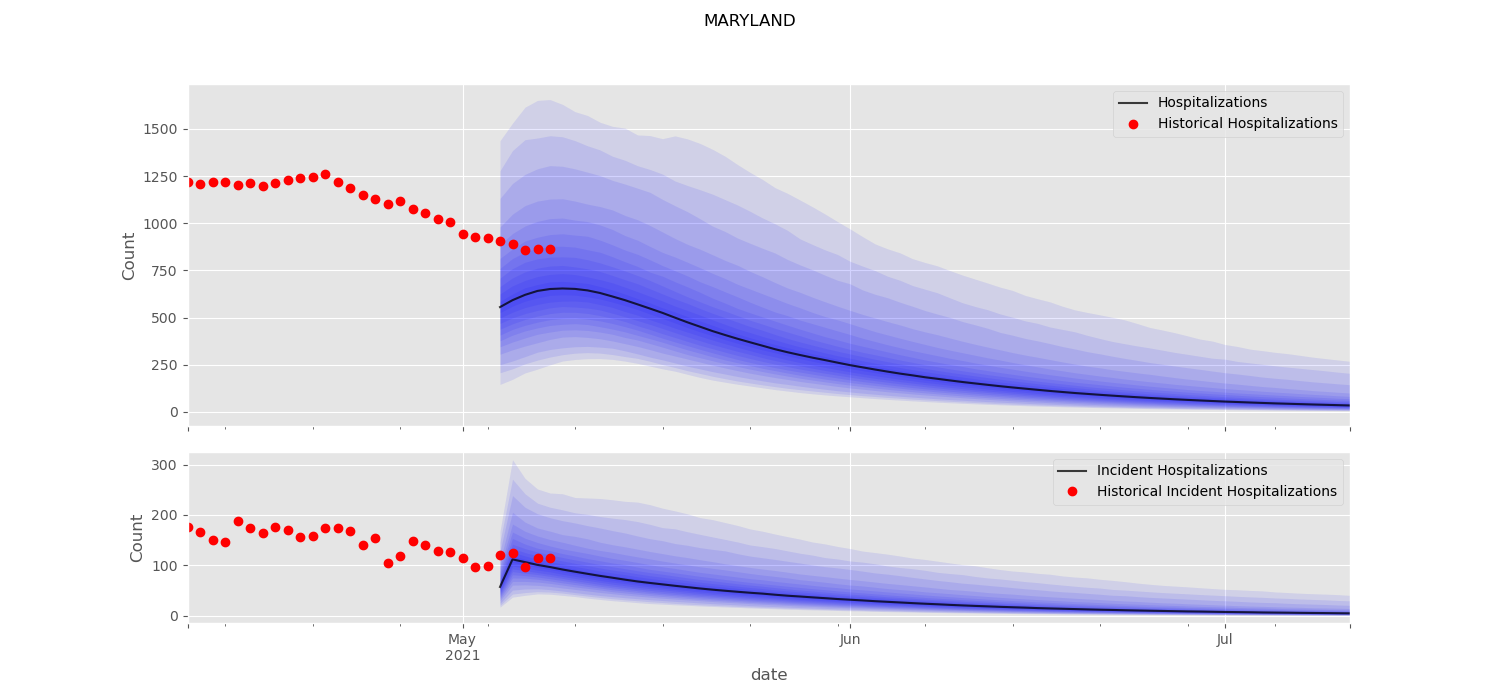 MARYLAND
Hospitalizations
Historical Hospitalizations
1500
1250
1000
750
500
250
0
Count
Incident Hospitalizations
Historical Incident Hospitalizations
300
200
100
0
Count
May
2021
Jun
Jul
date